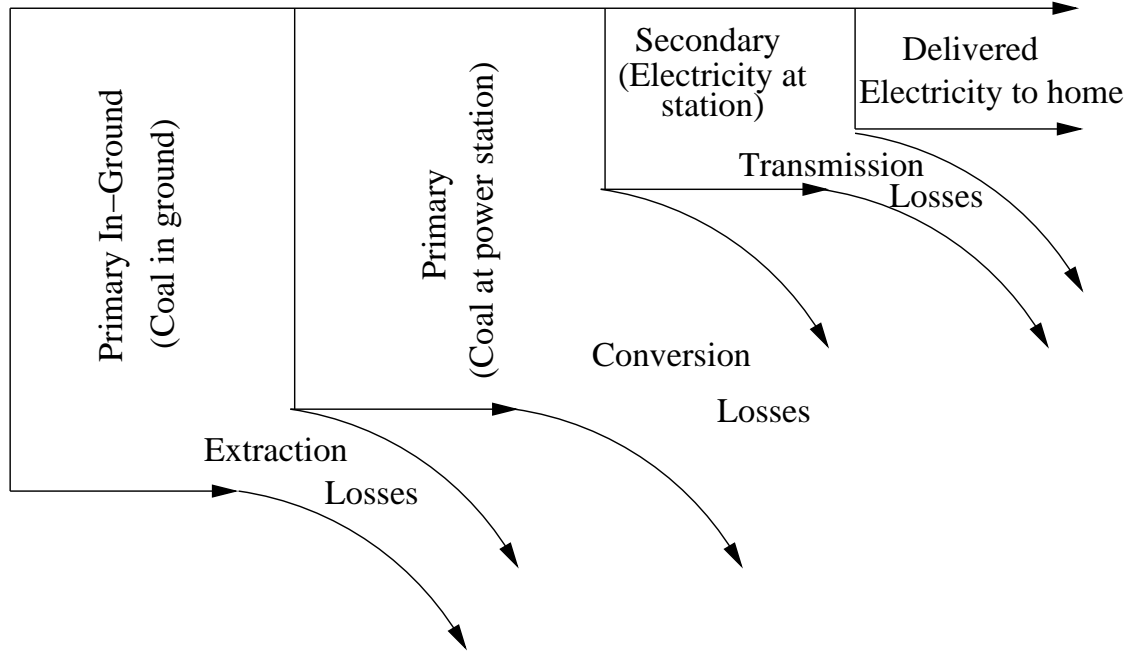 Primary In−Ground
(Coal in ground)
Extraction
Losses
Primary
(Coal at power station)
Conversion
Losses
Secondary
(Electricity at
station)
Transmission
Losses
Delivered
Electricity to home